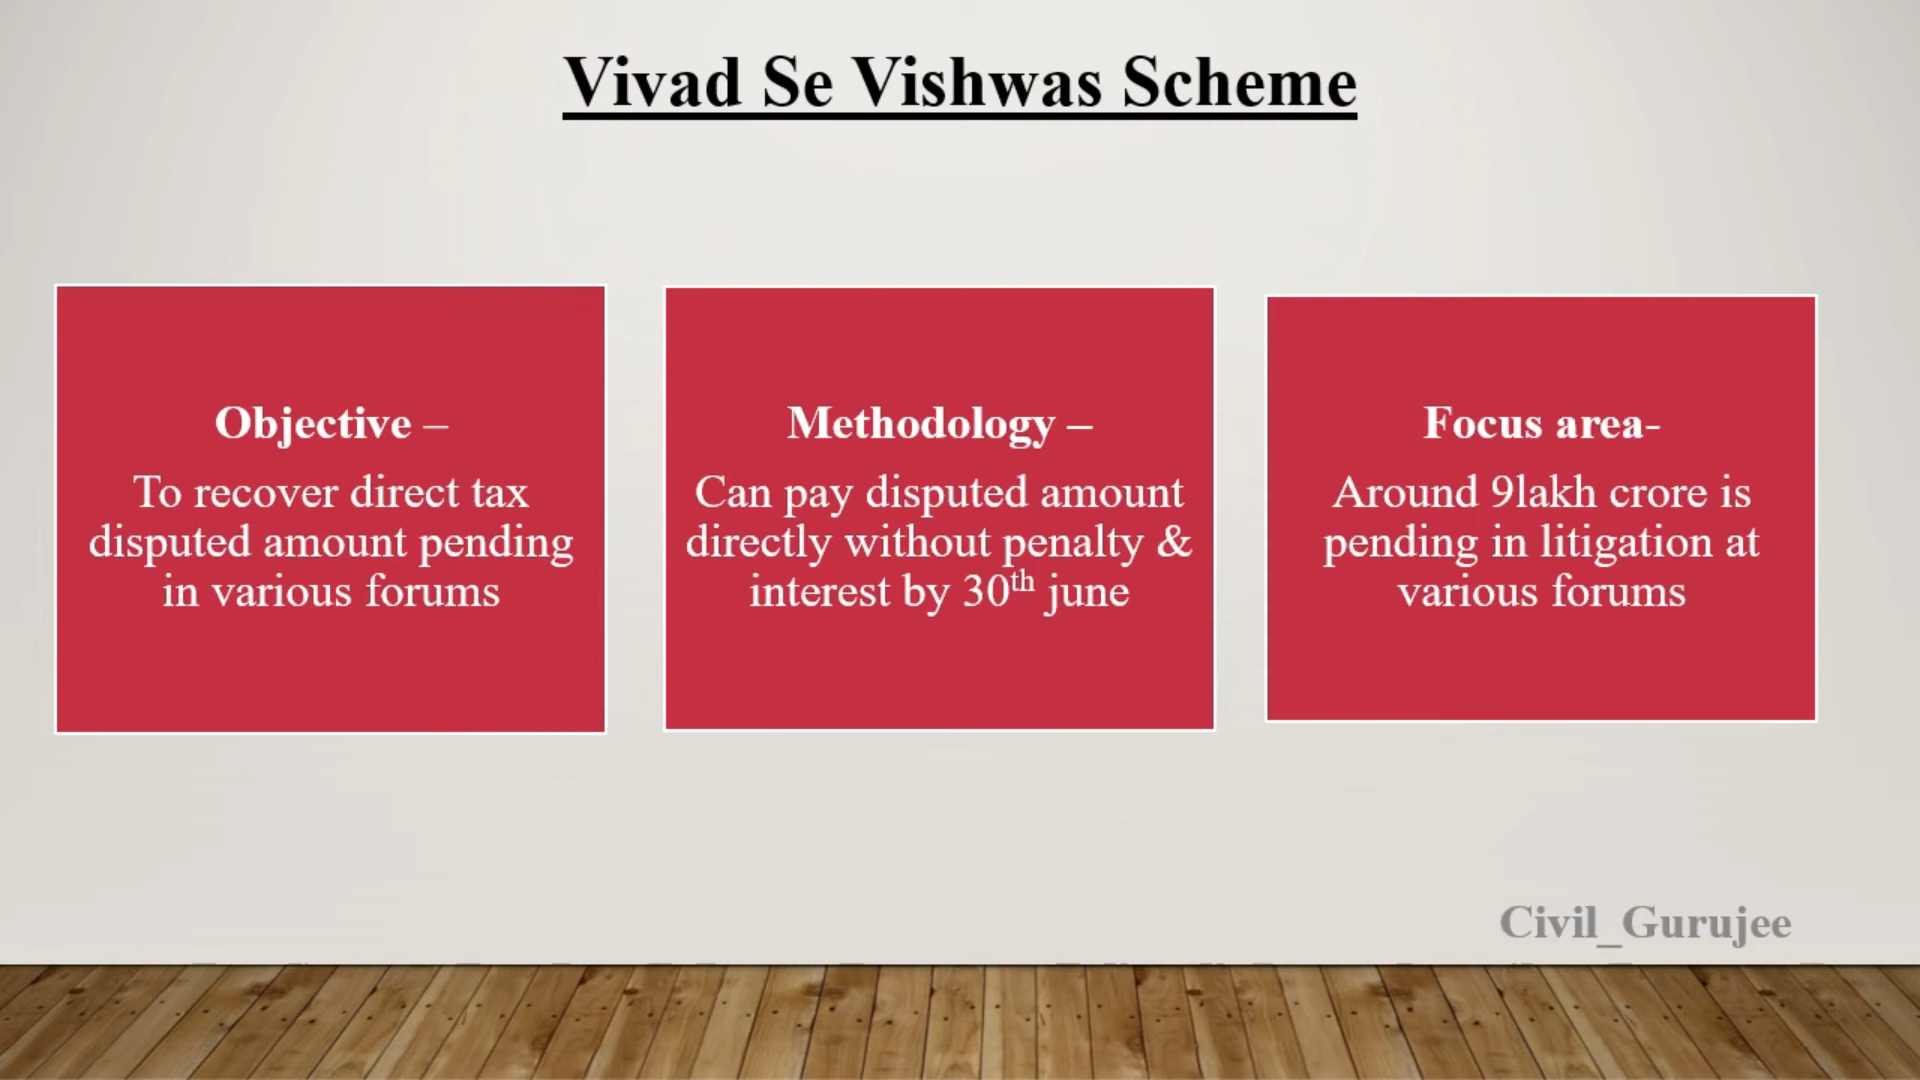 Vivad Se Vishwas Scheme
Objective –
To recover direct tax
disputed amount pending
in various forums
Methodology –
Can pay disputed amount
directly without penalty &
interest by 30th june
Focus area-
Around 9lakh crore is
pending in litigation at
various forums
Civil_Gurujee